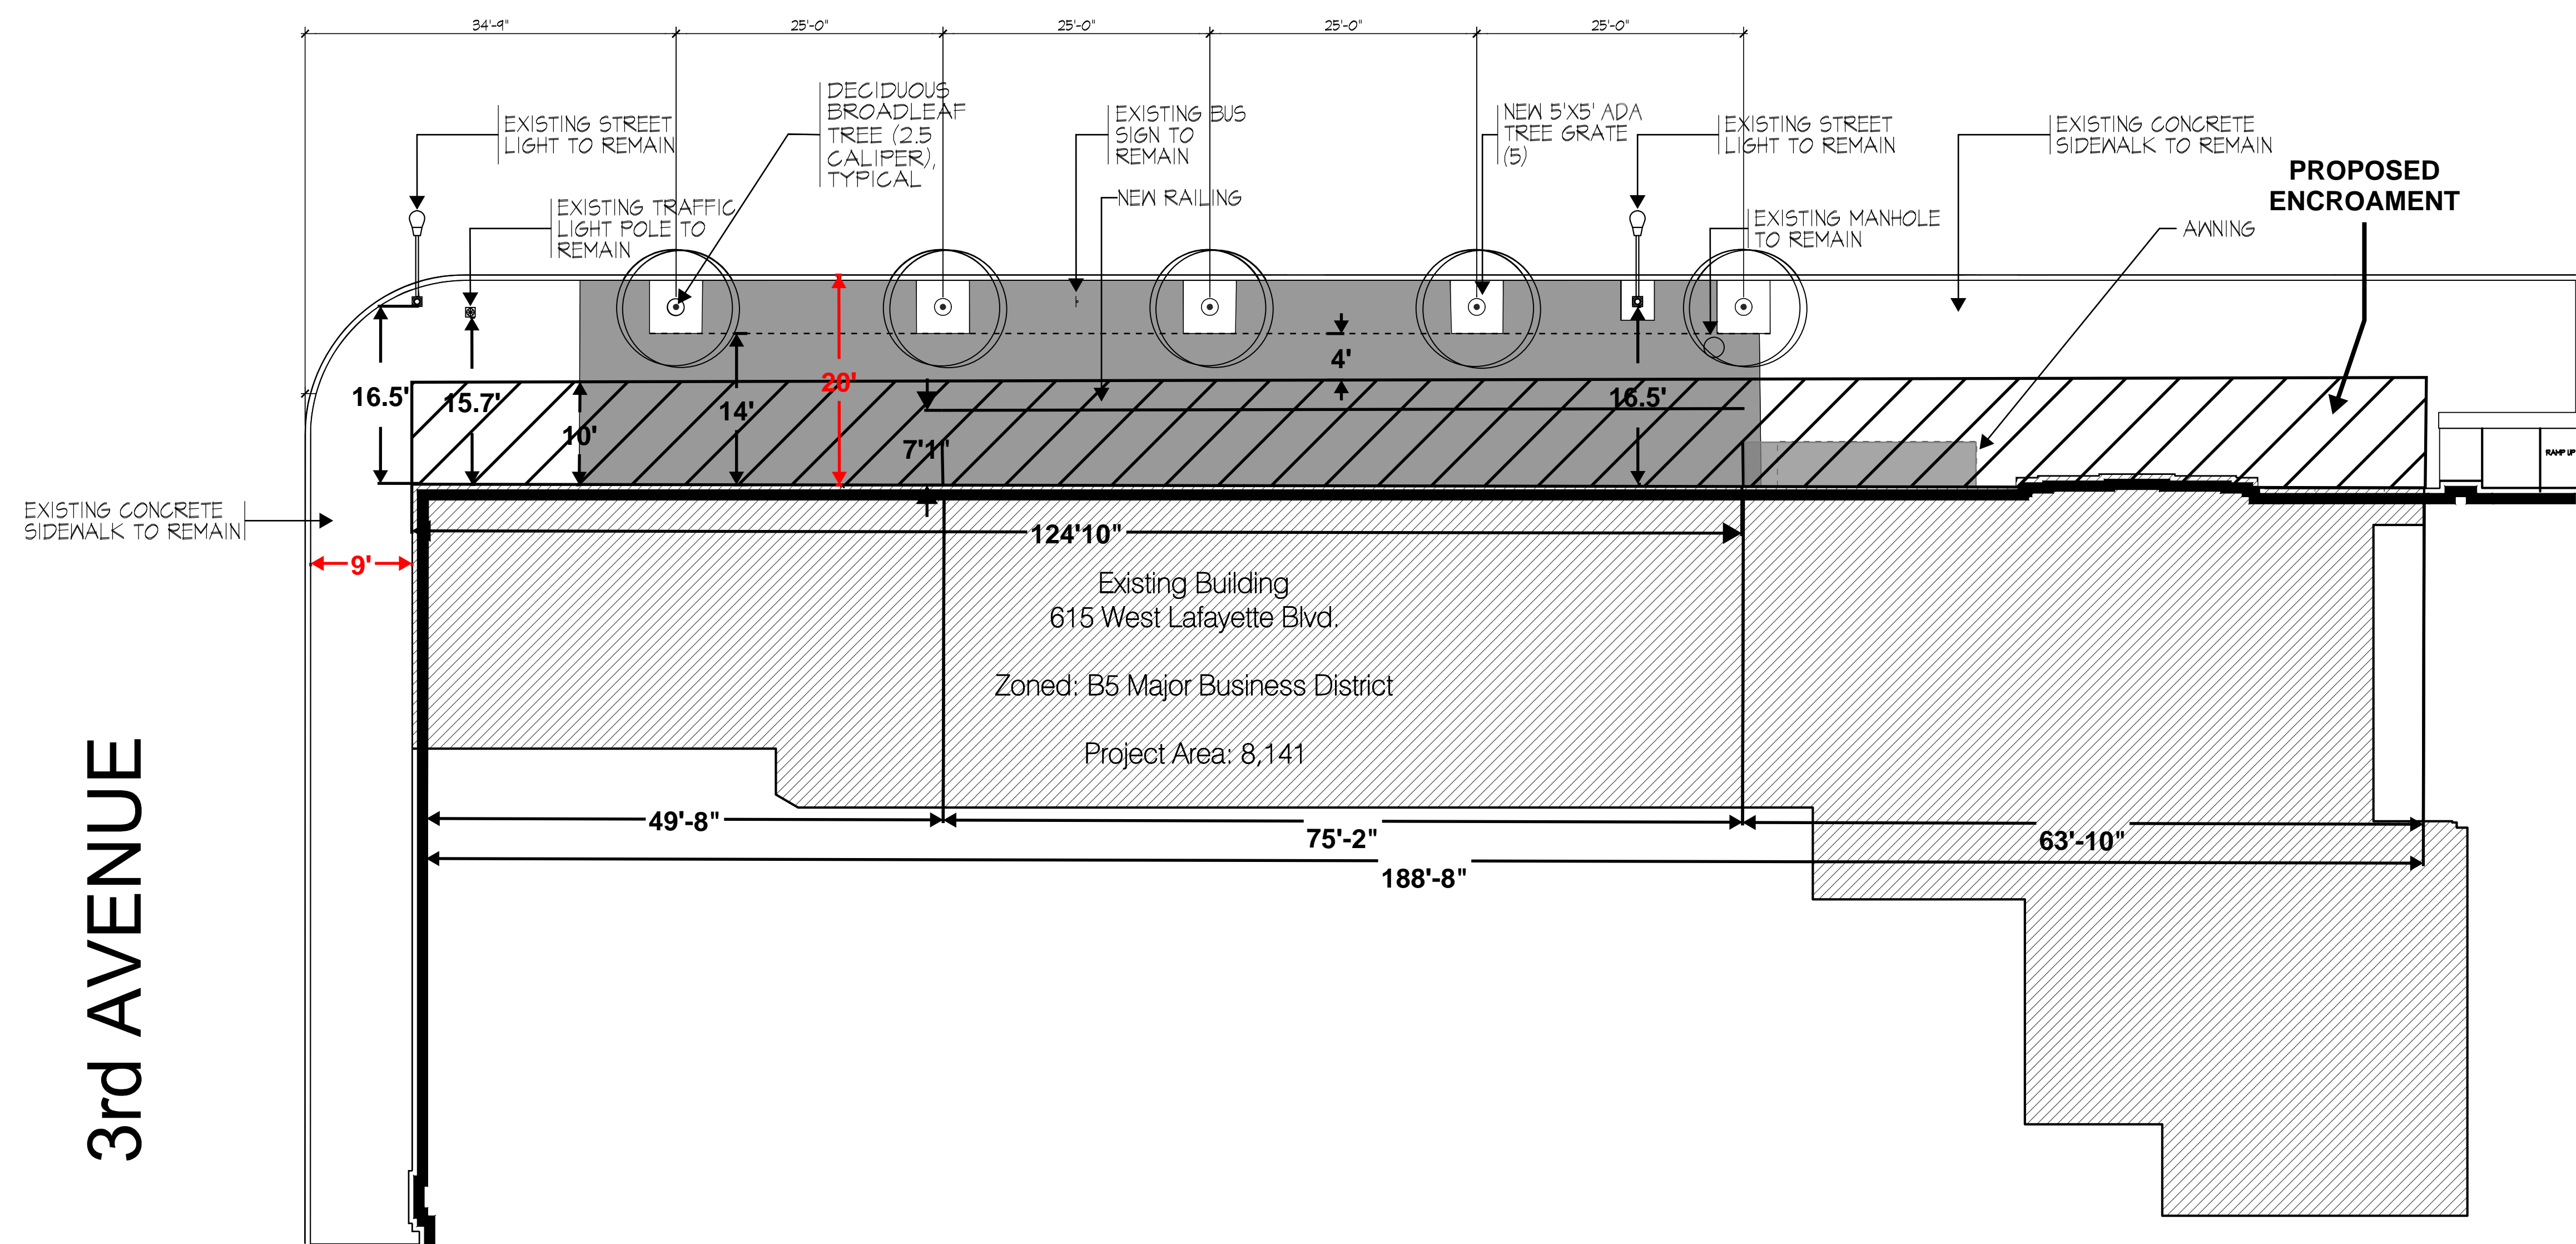 34'-9"
25'-0"
25'-0"
25'-0"
25'-0"
EXISTING STREET
LIGHT TO REMAIN
DECIDUOUS
BROADLEAF
TREE (2.5
CALIPER),
TYPICAL
EXISTING BUS
SIGN TO
REMAIN
NEW 5'X5' ADA
TREE GRATE
(5)
EXISTING STREET
LIGHT TO REMAIN
EXISTING CONCRETE
SIDEWALK TO REMAIN
PROPOSED
ENCROAMENT
EXISTING TRAFFIC
LIGHT POLE TO
REMAIN
NEW RAILING
EXISTING MANHOLE
TO REMAIN
AWNING
16.5'
15.7'
10'
14'
20'
7'1"
4'
16.5'
RAMP UP
EXISTING CONCRETE
SIDEWALK TO REMAIN
9'
124'10"
Existing Building
615 West Lafayette Blvd.
Zoned: B5 Major Business District
Project Area: 8,141
49'-8"
75'-2"
63'-10"
188'-8"
3rd AVENUE